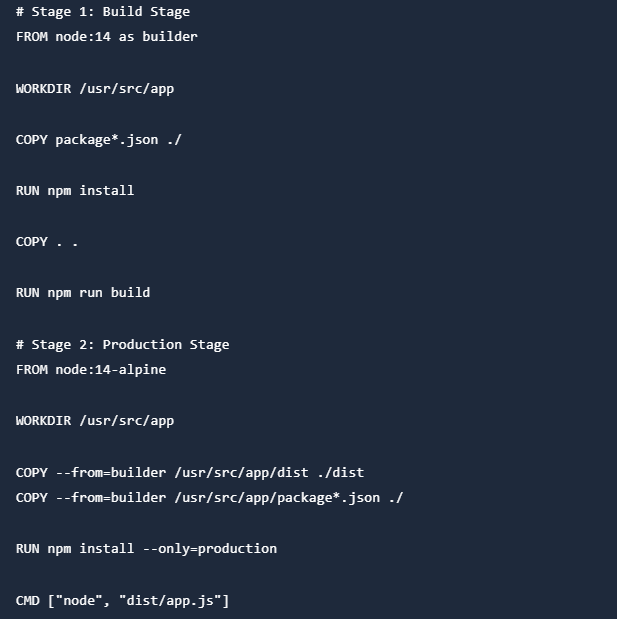 # Stage 1: Build Stage
FROM node:14 as builder
WORKDIR /usr/src/app
COPY package*.json ./
RUN npm install
COPY . .
RUN npm run build
# Stage 2: Production Stage
FROM node:14-alpine
WORKDIR /usr/src/app
COPY --from=builder /usr/src/app/dist ./dist
COPY --from=builder /usr/src/app/package*.json ./
RUN npm install --only=production
CMD ["node", "dist/app.js"]